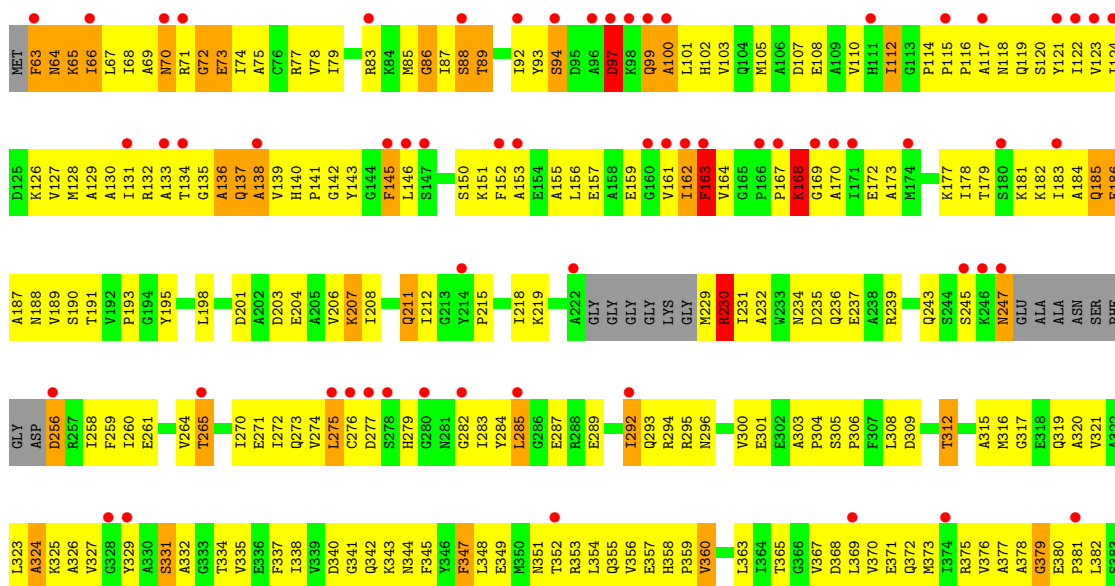 MET F63 N64 K65 I66 L67 I68 A69 N70 R71 G72 E73 I74 A75 C76 R77 V78 I79 R83 K84 M85 G86 I87 S88 T89 I92 Y93 S94 D95 A96 D97 K98 Q99 A100 L101 H102 V103 Q104 M105 A106 D107 E108 A109 V110 H111 I112 G113 P114 P115 P116 A117 N118 Q119 S120 Y121 I122 V123
D125 K126 V127 M128 A129 A130 I131 R132 A133 T134 G135 A136 Q137 A138 V139 H140 P141 G142 Y143 G144 F145 L146 S147 S150 K151 F152 A153 E154 A155 L156 E157 A158 E159 G160 V161 I162 F163 V164 G165 P166 P167 K168 G169 A170 I171 E172 A173 M174 K177 I178 T179 S180 K181 K182 I183 A184 Q185
A187 N188 V189 S190 T191 V192 P193 G194 Y195 L198 D201 A202 D203 E204 A205 V206 K207 I208 Q211 I212 G213 Y214 P215 I218 K219 A222 GLY GLY GLY GLY LYS GLY M229 R230 I231 A232 W233 N234 D235 Q236 E237 A238 R239 Q243 S244 S245 K246 N247 GLU ALA ALA ASN SER
GLY ASP D256 R257 I258 F259 I260 E261 V264 T265 I270 E271 I272 Q273 V274 L275 C276 D277 S278 H279 G280 N281 G282 I283 Y284 L285 G286 E287 R288 E289 I292 Q293 R294 R295 N296 V300 E301 E302 A303 P304 S305 P306 F307 L308 D309 T312 A315 M316 G317 E318 Q319 A320 V321
L323 A324 K325 A326 V327 G328 Y329 A330 S331 A332 G333 T334 V335 E336 F337 I338 V339 D340 G341 Q342 K343 N344 F345 Y346 F347 L348 E349 M350 N351 T352 R353 L354 Q355 V356 E357 H358 P359 V360 L363 I364 T365 G366 V367 D368 L369 V370 E371 Q372 M373 I374 R375 V376 A377 A378 G379 E380 P381 L382